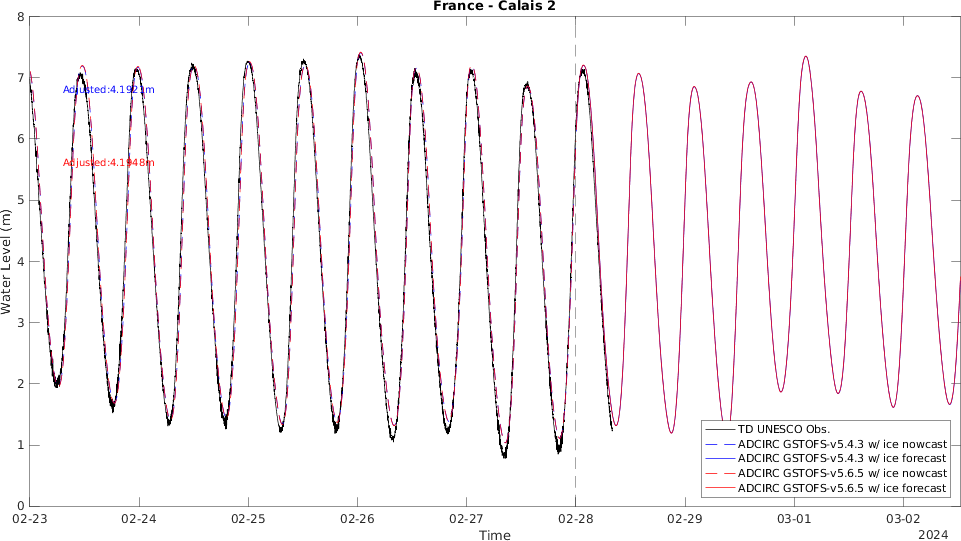 France - Calais 2
8
7
6
5
4
3
2
1
0
Water Level (m)
Adjusted:4.1921m
Adjusted:4.1948m
TD UNESCO Obs.
ADCIRC GSTOFS-v5.4.3 w/ ice nowcast
ADCIRC GSTOFS-v5.4.3 w/ ice forecast
ADCIRC GSTOFS-v5.6.5 w/ ice nowcast
ADCIRC GSTOFS-v5.6.5 w/ ice forecast
02-23 02-24 02-25 02-26 02-27 02-28 02-29 03-01 03-02
Time
2024